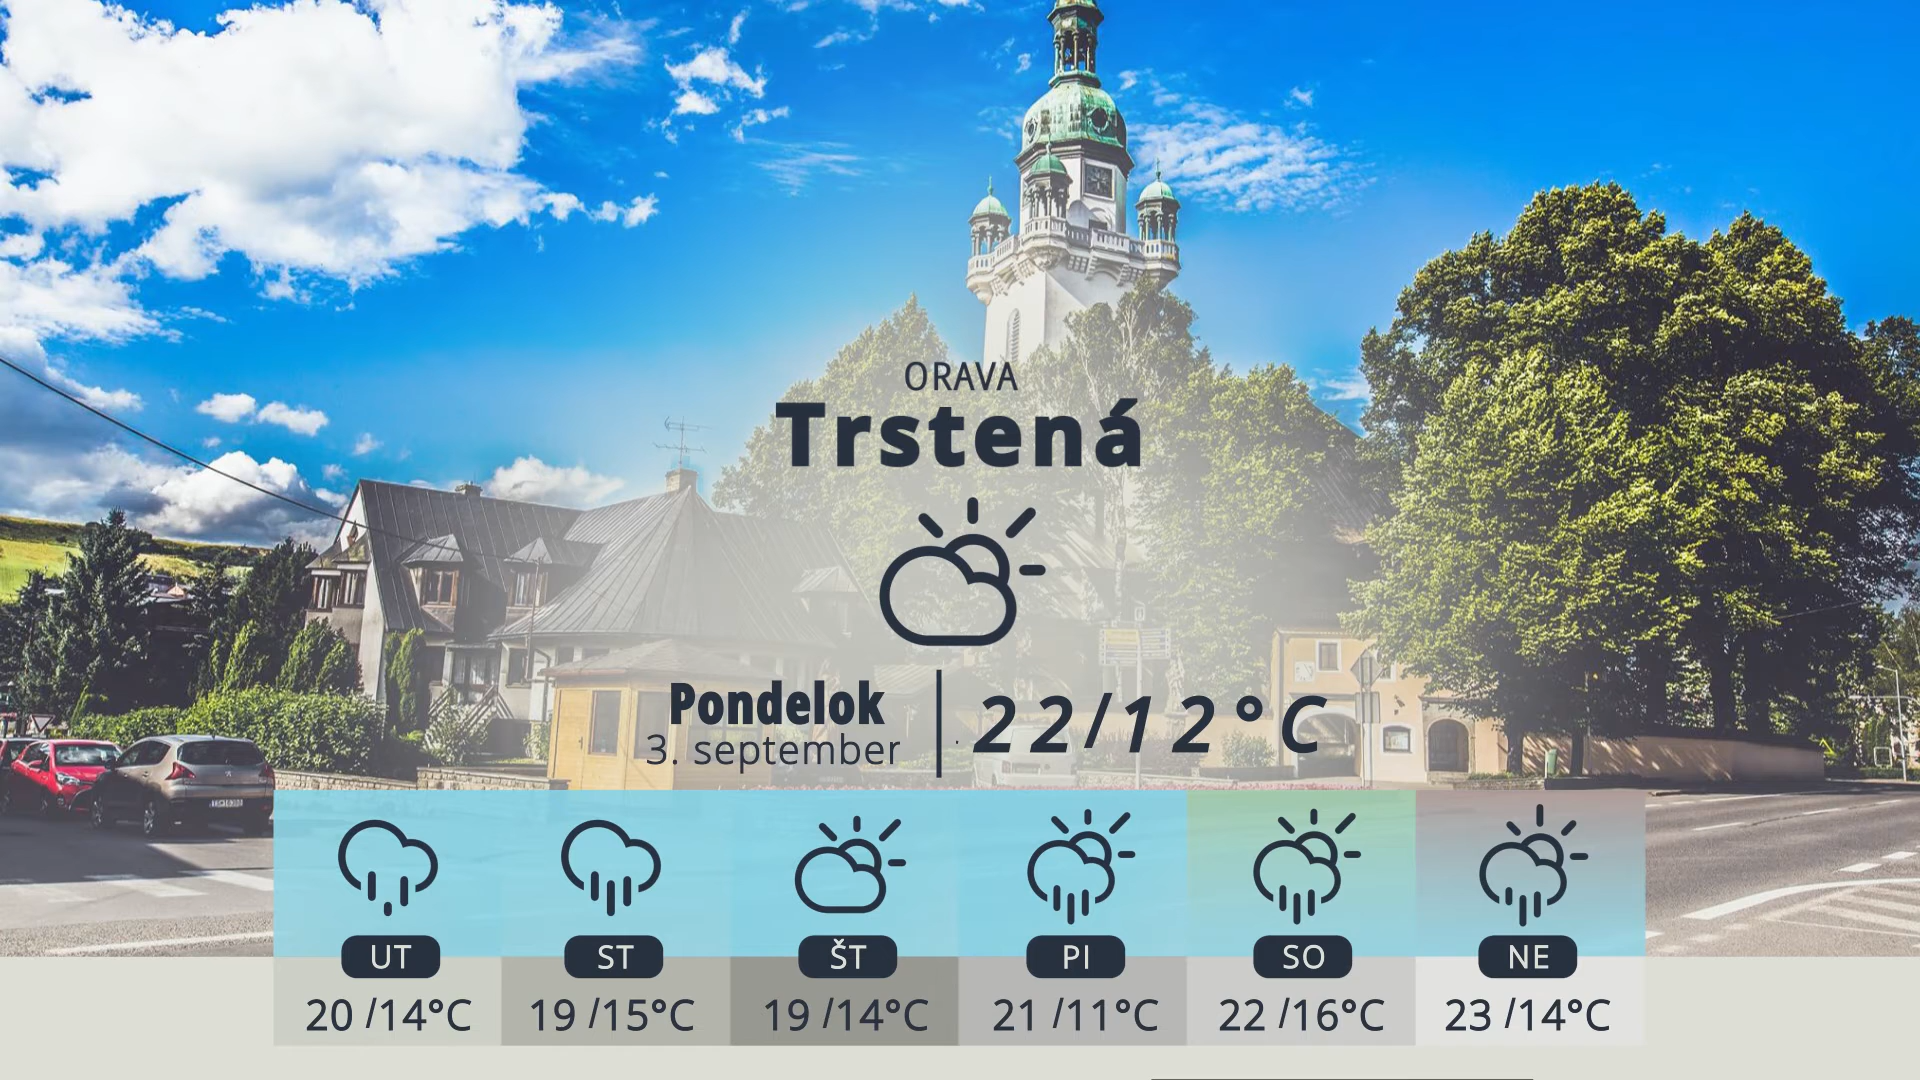 ORAVA
Trstená
Pondelok
3. september
22/12°C
UT
ST
ŠT
PI
SO
NE
20 /14°C
19 /15°C
19 /14°C
21 /11°C
22 /16°C
23 /14°C